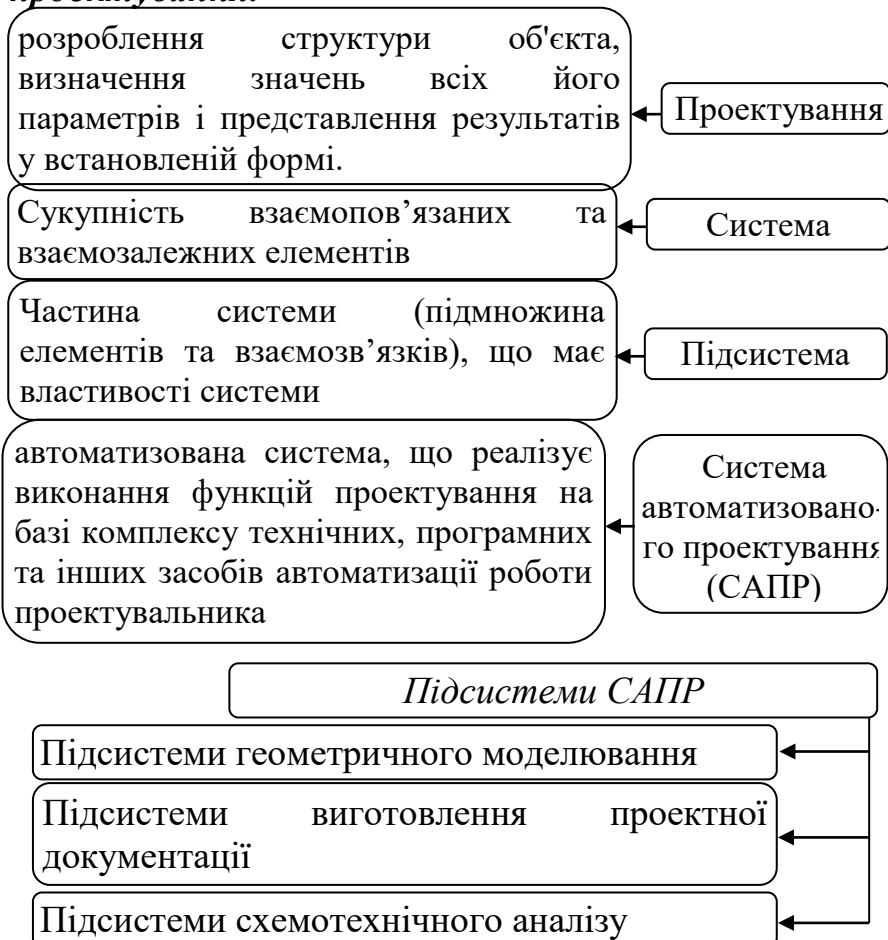 розроблення структури об'єкта,
визначення значень всіх його
параметрів і представлення результатів
у встановленій формі.
Проектування
Сукупність взаємопов’язаних та
взаємозалежних елементів
Система
Частина системи (підмножина
елементів та взаємозв’язків), що має
властивості системи
Підсистема
автоматизована система, що реалізує
виконання функцій проектування на
базі комплексу технічних, програмних
та інших засобів автоматизації роботи
проектувальника
Система
автоматизовано-
го проектування
(САПР)
Підсистеми САПР
Підсистеми геометричного моделювання
Підсистеми виготовлення проектної
документації
Підсистеми схемотехнічного аналізу